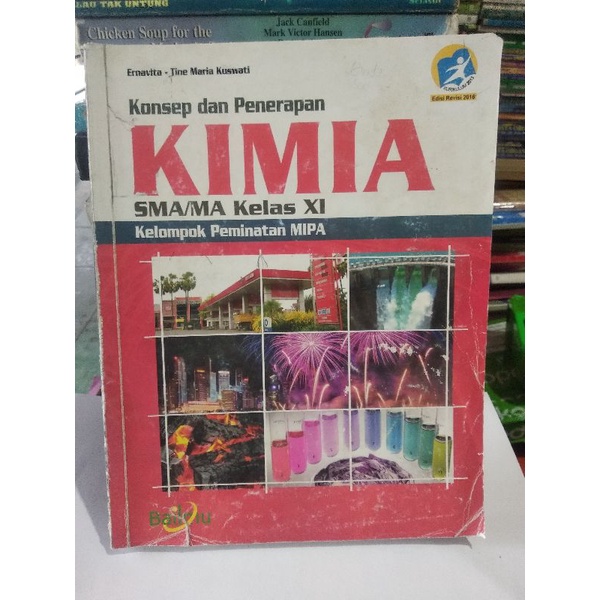 Chicken Soup for the
Jack Canfield
Mark Victor Hansen
Ernavita - Tine Maria Kuswati
Edisi Revisi 2016
Konsep dan Penerapan
KIMIA
SMA/MA Kelas XI
Kelompok Peminatan MIPA